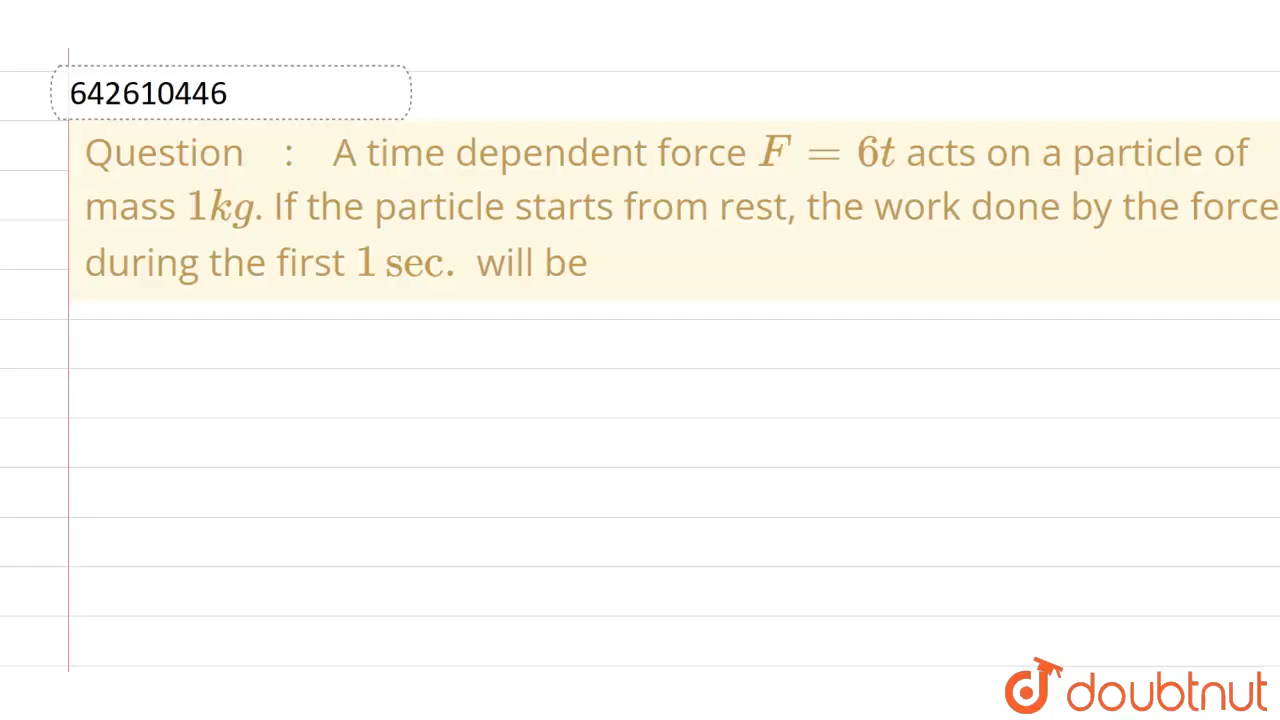 642610446
Question : A time dependent force F = 6t acts on a particle of
mass 1kg. If the particle starts from rest, the work done by the force
during the first 1 sec. will be
doubtnut